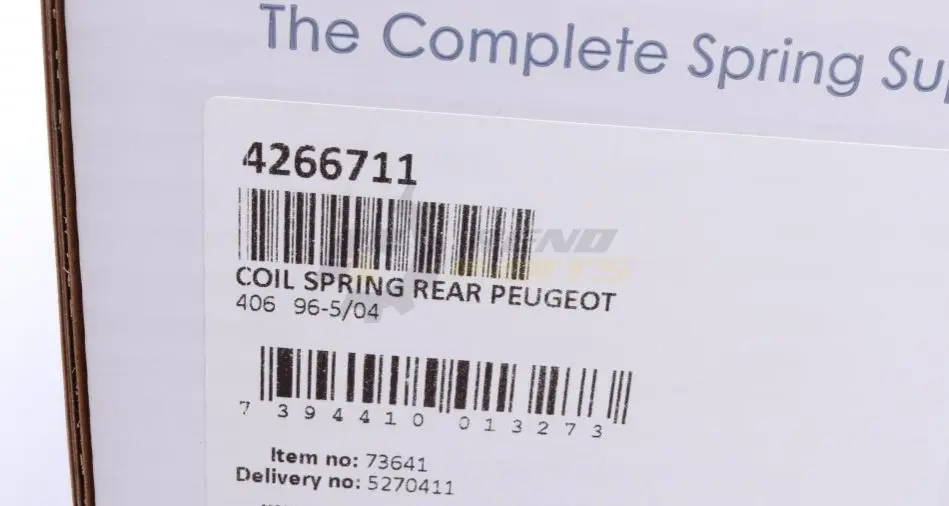 The Complete Spring
4266711
COIL SPRING REAR PEUGEOT
406 96-5/04
7 394410 013273
Item no: 73641
Delivery no: 5270411